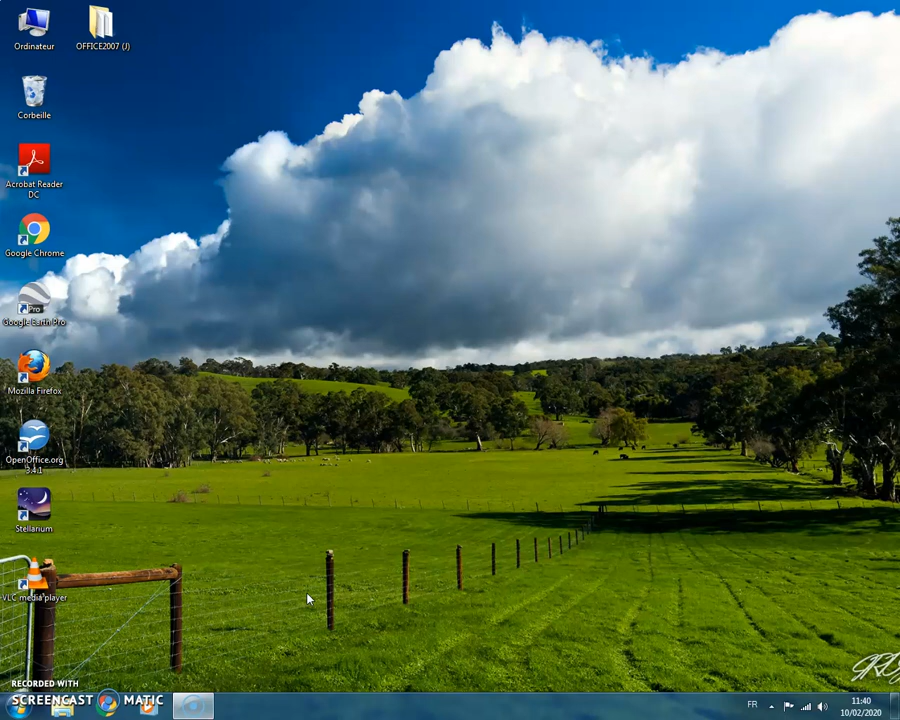 Ordinateur
OFFICE2007 (J)
Corbeille
Acrobat Reader
DC
Google Chrome
Pro
Google Earth Pro
Mozilla Firefox
OpenOffice.org
3.4.1
Stellarium
VLC media player
RECORDED WITH
SCREENCAST MATIC
FR
11:40
10/02/2020